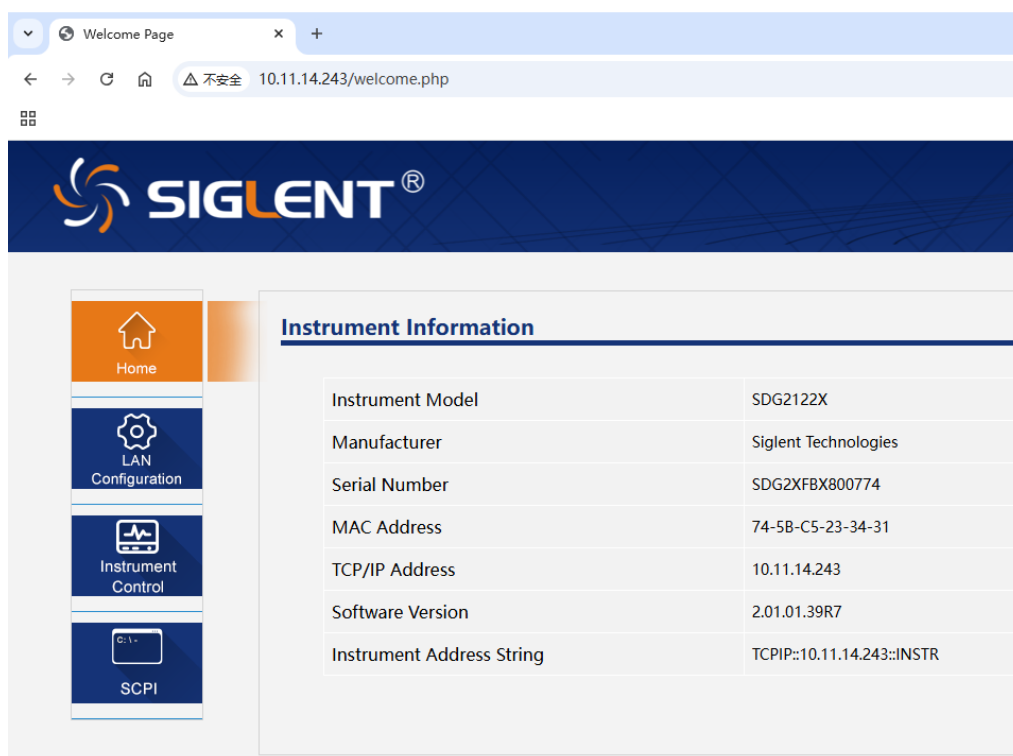 Welcome Page
不安全 10.11.14.243/welcome.php
SIGLENT®
Home
LAN
Configuration
Instrument
Control
C:\-
SCPI
Instrument Information
Instrument Model SDG2122X
Manufacturer Siglent Technologies
Serial Number SDG2XFBX800774
MAC Address 74-5B-C5-23-34-31
TCP/IP Address 10.11.14.243
Software Version 2.01.01.39R7
Instrument Address String TCPIP::10.11.14.243::INSTR